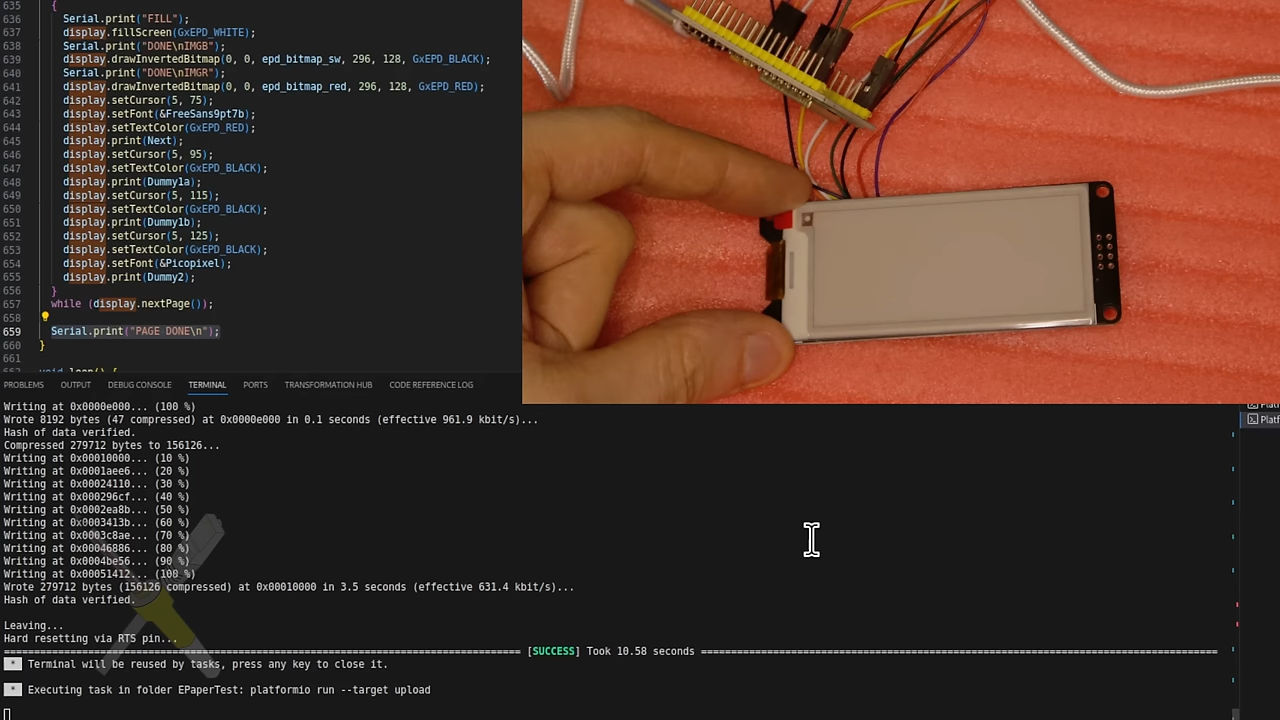 635 {
636 Serial.print("FILL");
637 display.fillScreen(GxEPD_WHITE);
638 Serial.print("DONE\nIMGB");
639 display.drawInvertedBitmap(0, 0, epd_bitmap_sw, 296, 128, GxEPD_BLACK);
640 Serial.print("DONE\nIMGR");
641 display.drawInvertedBitmap(0, 0, epd_bitmap_red, 296, 128, GxEPD_RED);
642 display.setCursor(5, 75);
643 display.setFont(&FreeSans9pt7b);
644 display.setTextColor(GxEPD_RED);
645 display.print(Next);
646 display.setCursor(5, 95);
647 display.setTextColor(GxEPD_BLACK);
648 display.print(Dummy1a);
649 display.setCursor(5, 115);
650 display.setTextColor(GxEPD_BLACK);
651 display.print(Dummy1b);
652 display.setCursor(5, 125);
653 display.setTextColor(GxEPD_BLACK);
654 display.setFont(&Picopixel);
655 display.print(Dummy2);
656 }
657 while (display.nextPage());
658
659 Serial.print("PAGE DONE\n");
660 }
661
PROBLEMS OUTPUT DEBUG CONSOLE TERMINAL PORTS TRANSFORMATION HUB CODE REFERENCE LOG
Writing at 0x0000e000... (100 %)
Wrote 8192 bytes (47 compressed) at 0x0000e000 in 0.1 seconds (effective 961.9 kbit/s)...
Hash of data verified.
Compressed 279712 bytes to 156126...
Writing at 0x00010000... (10 %)
Writing at 0x0001aee6... (20 %)
Writing at 0x00024110... (30 %)
Writing at 0x000296cf... (40 %)
Writing at 0x0002ea8b... (50 %)
Writing at 0x0003413b... (60 %)
Writing at 0x0003c8ae... (70 %)
Writing at 0x00046886... (80 %)
Writing at 0x0004be56... (90 %)
Writing at 0x00051412... (100 %)
Wrote 279712 bytes (156126 compressed) at 0x00010000 in 3.5 seconds (effective 631.4 kbit/s)...
Hash of data verified.
Leaving...
Hard resetting via RTS pin...
[SUCCESS] Took 10.58 seconds
* Terminal will be reused by tasks, press any key to close it.
* Executing task in folder EPaperTest: platformio run --target upload
Platf